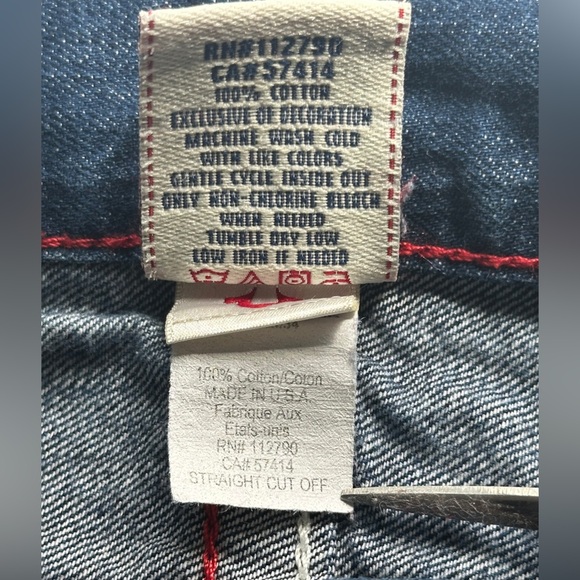 RN#112790
CA#57414
100% COTTON
EXCLUSIVE OF DECORATION
MACHINE WASH COLD
WITH LIKE COLORS
GENTLE CYCLE INSIDE OUT
ONLY NON-CHLORINE BLEACH
WHEN NEEDED
TUMBLE DRY LOW
LOW IRON IF NEEDED
100% Cotton/Coton
MADE IN U.S.A.
Fabrique Aux
Etats-unis
RN# 112790
CA# 57414
STRAIGHT CUT OFF